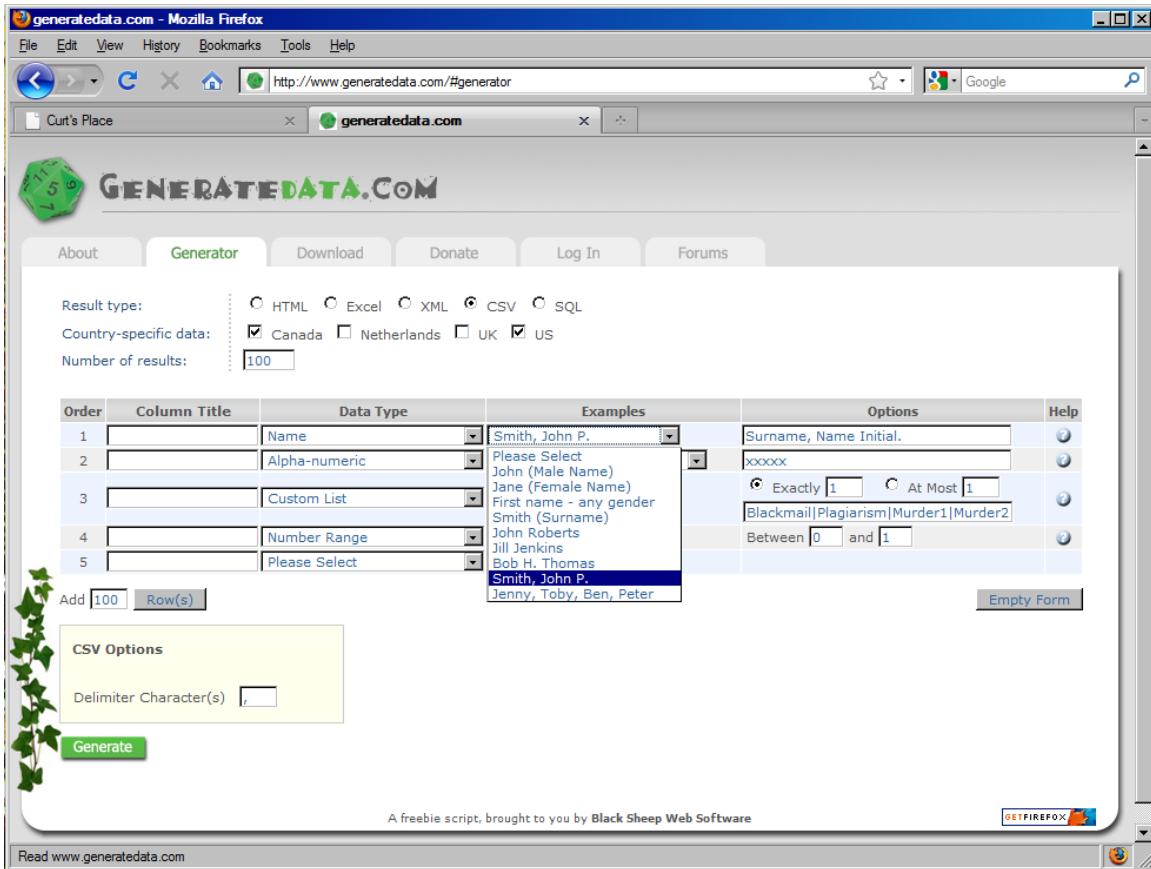 generatedata.com - Mozilla Firefox
File Edit View History Bookmarks Tools Help
http://www.generatedata.com/#generator Google
Curt's Place generatedata.com
GENERATEDATA.COM
About Generator Download Donate Log In Forums
Result type: HTML Excel XML CSV SQL
Country-specific data: Canada Netherlands UK US
Number of results: 100
Order Column Title Data Type Examples Options Help
1 Name Smith, John P. Surname, Name Initial.
2 Alpha-numeric xxxxx
3 Custom List Exactly 1 At Most 1
Blackmail|Plagiarism|Murder1|Murder2
4 Number Range Between 0 and 1
5 Please Select
Please Select
John (Male Name)
Jane (Female Name)
First name - any gender
Smith (Surname)
John Roberts
Jill Jenkins
Bob H. Thomas
Smith, John P.
Jenny, Toby, Ben, Peter
Add 100 Row(s) Empty Form
CSV Options
Delimiter Character(s) ,
Generate
A freebie script, brought to you by Black Sheep Web Software
GETFIREFOX
Read www.generatedata.com